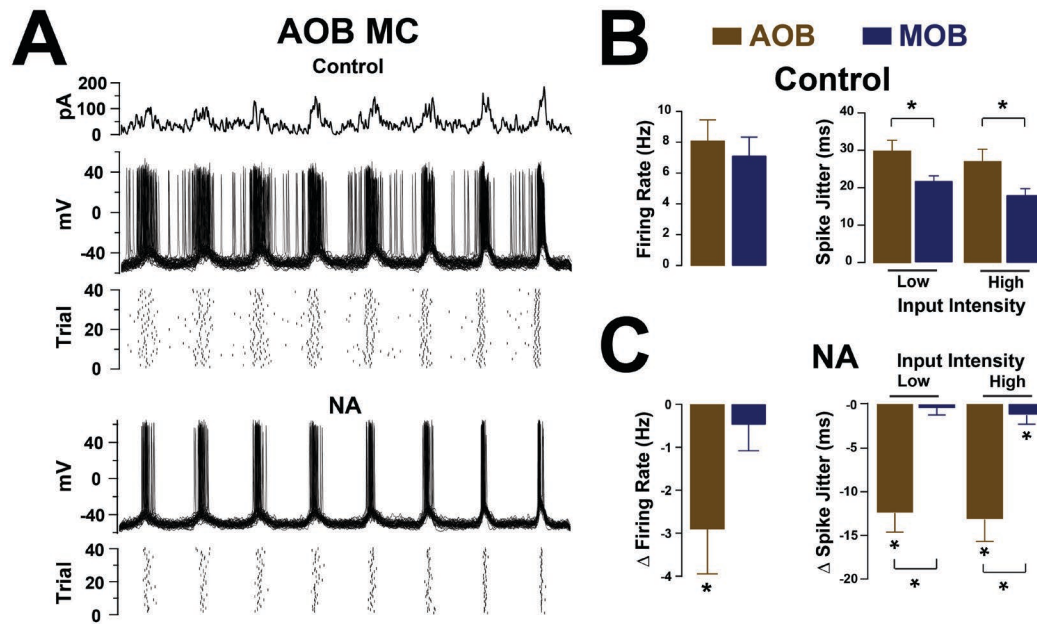 A
AOB MC
Control
200
100
0
pA
40
0
-40
mV
40
20
0
Trial
NA
40
0
-40
mV
40
20
0
Trial
B
AOB MOB
Control
10
8
6
4
2
0
Firing Rate (Hz)
40
30
20
10
0
Spike Jitter (ms)
* *
Low High
Input Intensity
C
-0
-1
-2
-3
-4
Δ Firing Rate (Hz)
*
NA
Input Intensity
Low High
-0
-5
-10
-15
-20
Δ Spike Jitter (ms)
*
* *
* *